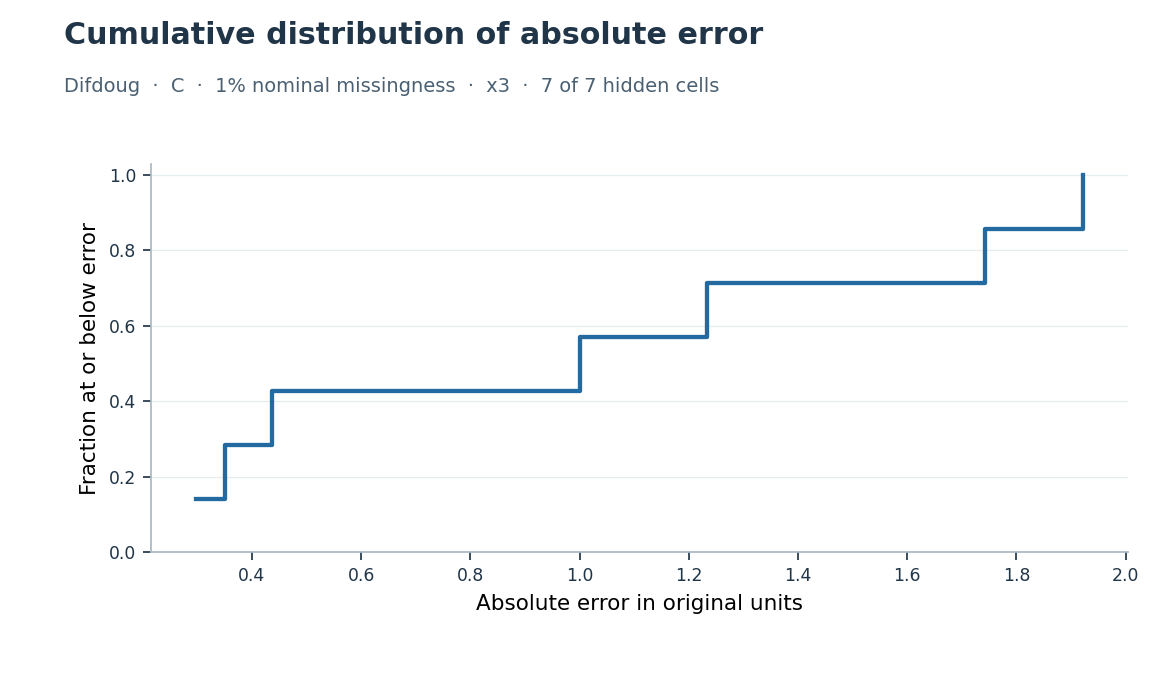 Cumulative distribution of absolute error
Difdoug · C · 1% nominal missingness · x3 · 7 of 7 hidden cells
Fraction at or below error
1.0
0.8
0.6
0.4
0.2
0.0
0.4 0.6 0.8 1.0 1.2 1.4 1.6 1.8 2.0
Absolute error in original units